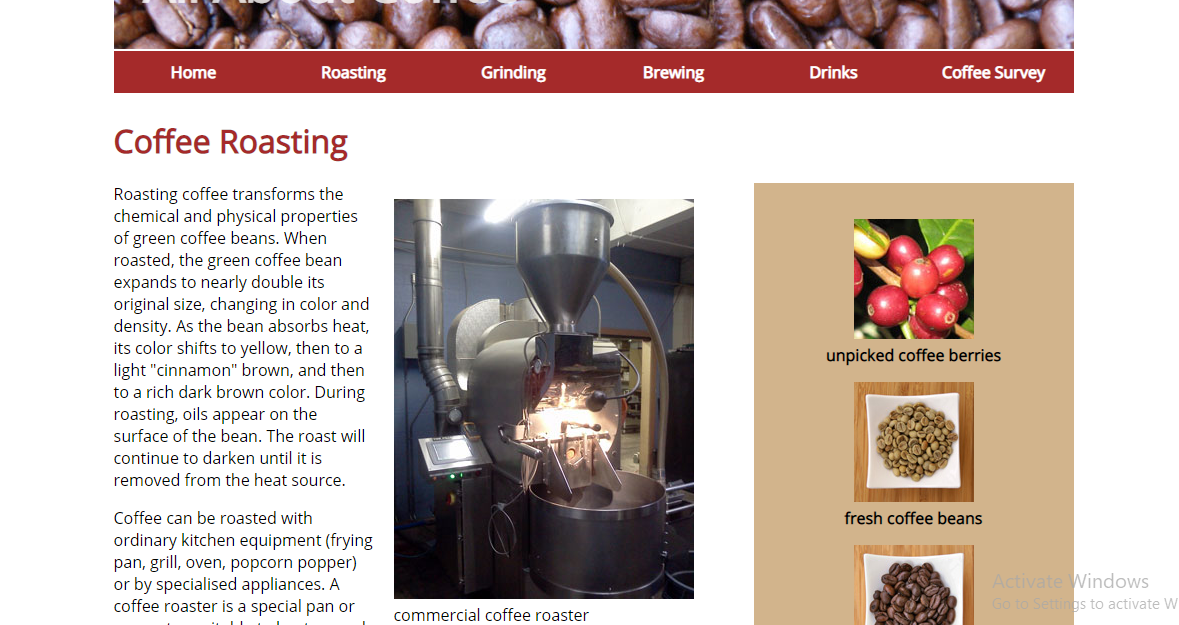 All About Coffee
Home Roasting Grinding Brewing Drinks Coffee Survey
Coffee Roasting
Roasting coffee transforms the
chemical and physical properties
of green coffee beans. When
roasted, the green coffee bean
expands to nearly double its
original size, changing in color and
density. As the bean absorbs heat,
its color shifts to yellow, then to a
light "cinnamon" brown, and then
to a rich dark brown color. During
roasting, oils appear on the
surface of the bean. The roast will
continue to darken until it is
removed from the heat source.
Coffee can be roasted with
ordinary kitchen equipment (frying
pan, grill, oven, popcorn popper)
or by specialised appliances. A
coffee roaster is a special pan or
commercial coffee roaster
unpicked coffee berries
fresh coffee beans
Activate Windows
Go to Settings to activate W